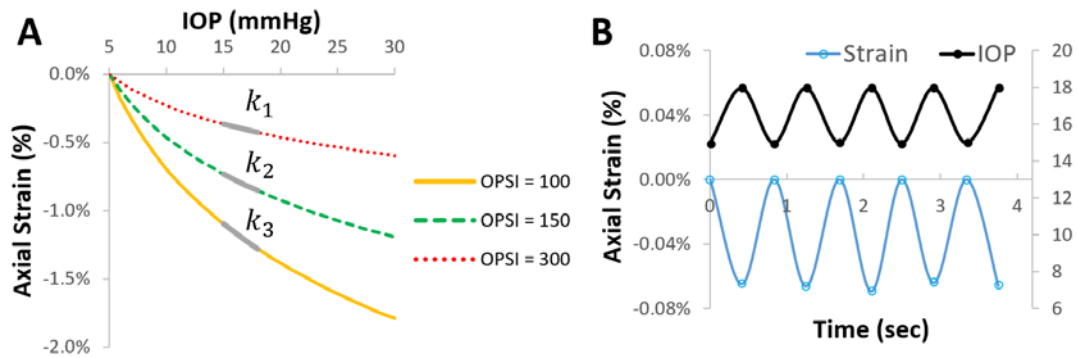 A
IOP (mmHg)
5 10 15 20 25 30
0.0%
-0.5%
-1.0%
-1.5%
-2.0%
Axial Strain (%)
k1
k2
k3
OPSI = 100
OPSI = 150
OPSI = 300
B
Strain IOP
0.08%
0.04%
0.00%
-0.04%
-0.08%
Axial Strain (%)
0 1 2 3 4
Time (sec)
20
18
16
14
12
10
8
6
Axial Strain (%)